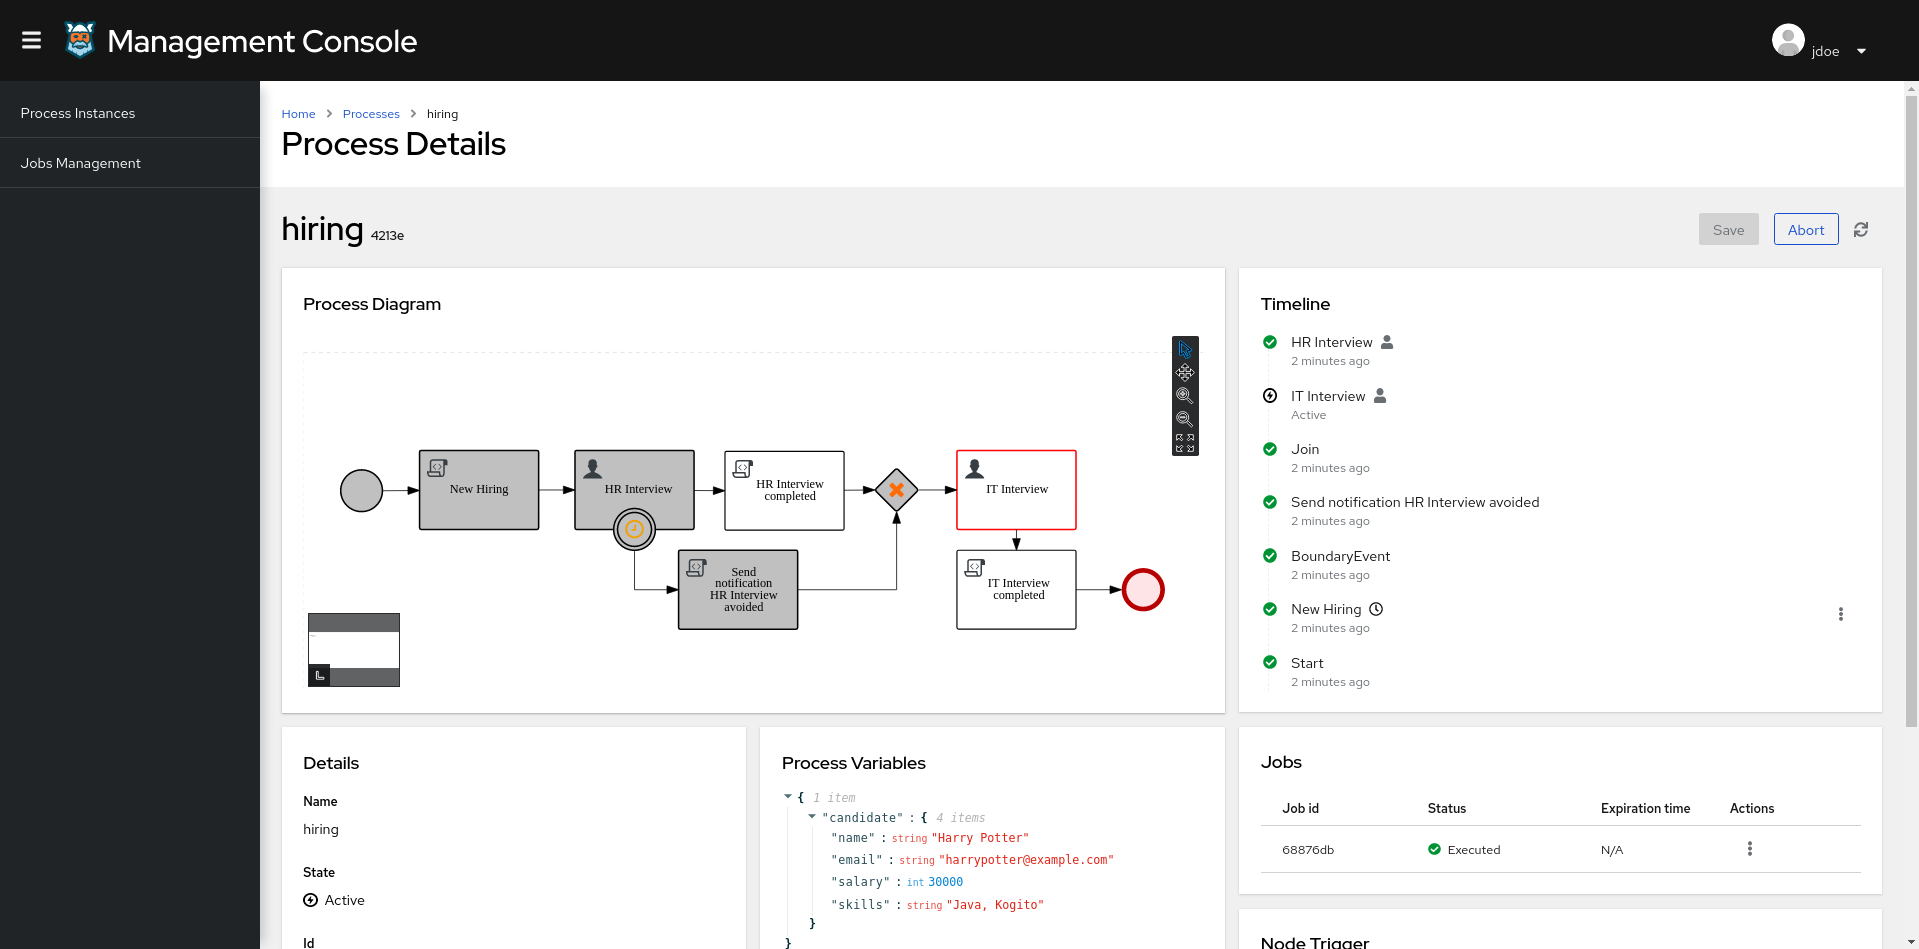 Management Console
jdoe
Process Instances
Jobs Management
Home
Processes
hiring
Process Details
hiring 4213e
Save
Abort
Process Diagram
New Hiring
HR Interview
HR Interview
completed
IT Interview
Send
notification
HR Interview
avoided
IT Interview
completed
Timeline
HR Interview
2 minutes ago
IT Interview
Active
Join
2 minutes ago
Send notification HR Interview avoided
2 minutes ago
BoundaryEvent
2 minutes ago
New Hiring
2 minutes ago
Start
2 minutes ago
Details
Name
hiring
State
Active
Id
Process Variables
{ 1 item
"candidate" : { 4 items
"name" : string "Harry Potter"
"email" : string "harrypotter@example.com"
"salary" : int 30000
"skills" : string "Java, Kogito"
}
}
Jobs
Job id Status Expiration time Actions
68876db Executed N/A
Node Trigger